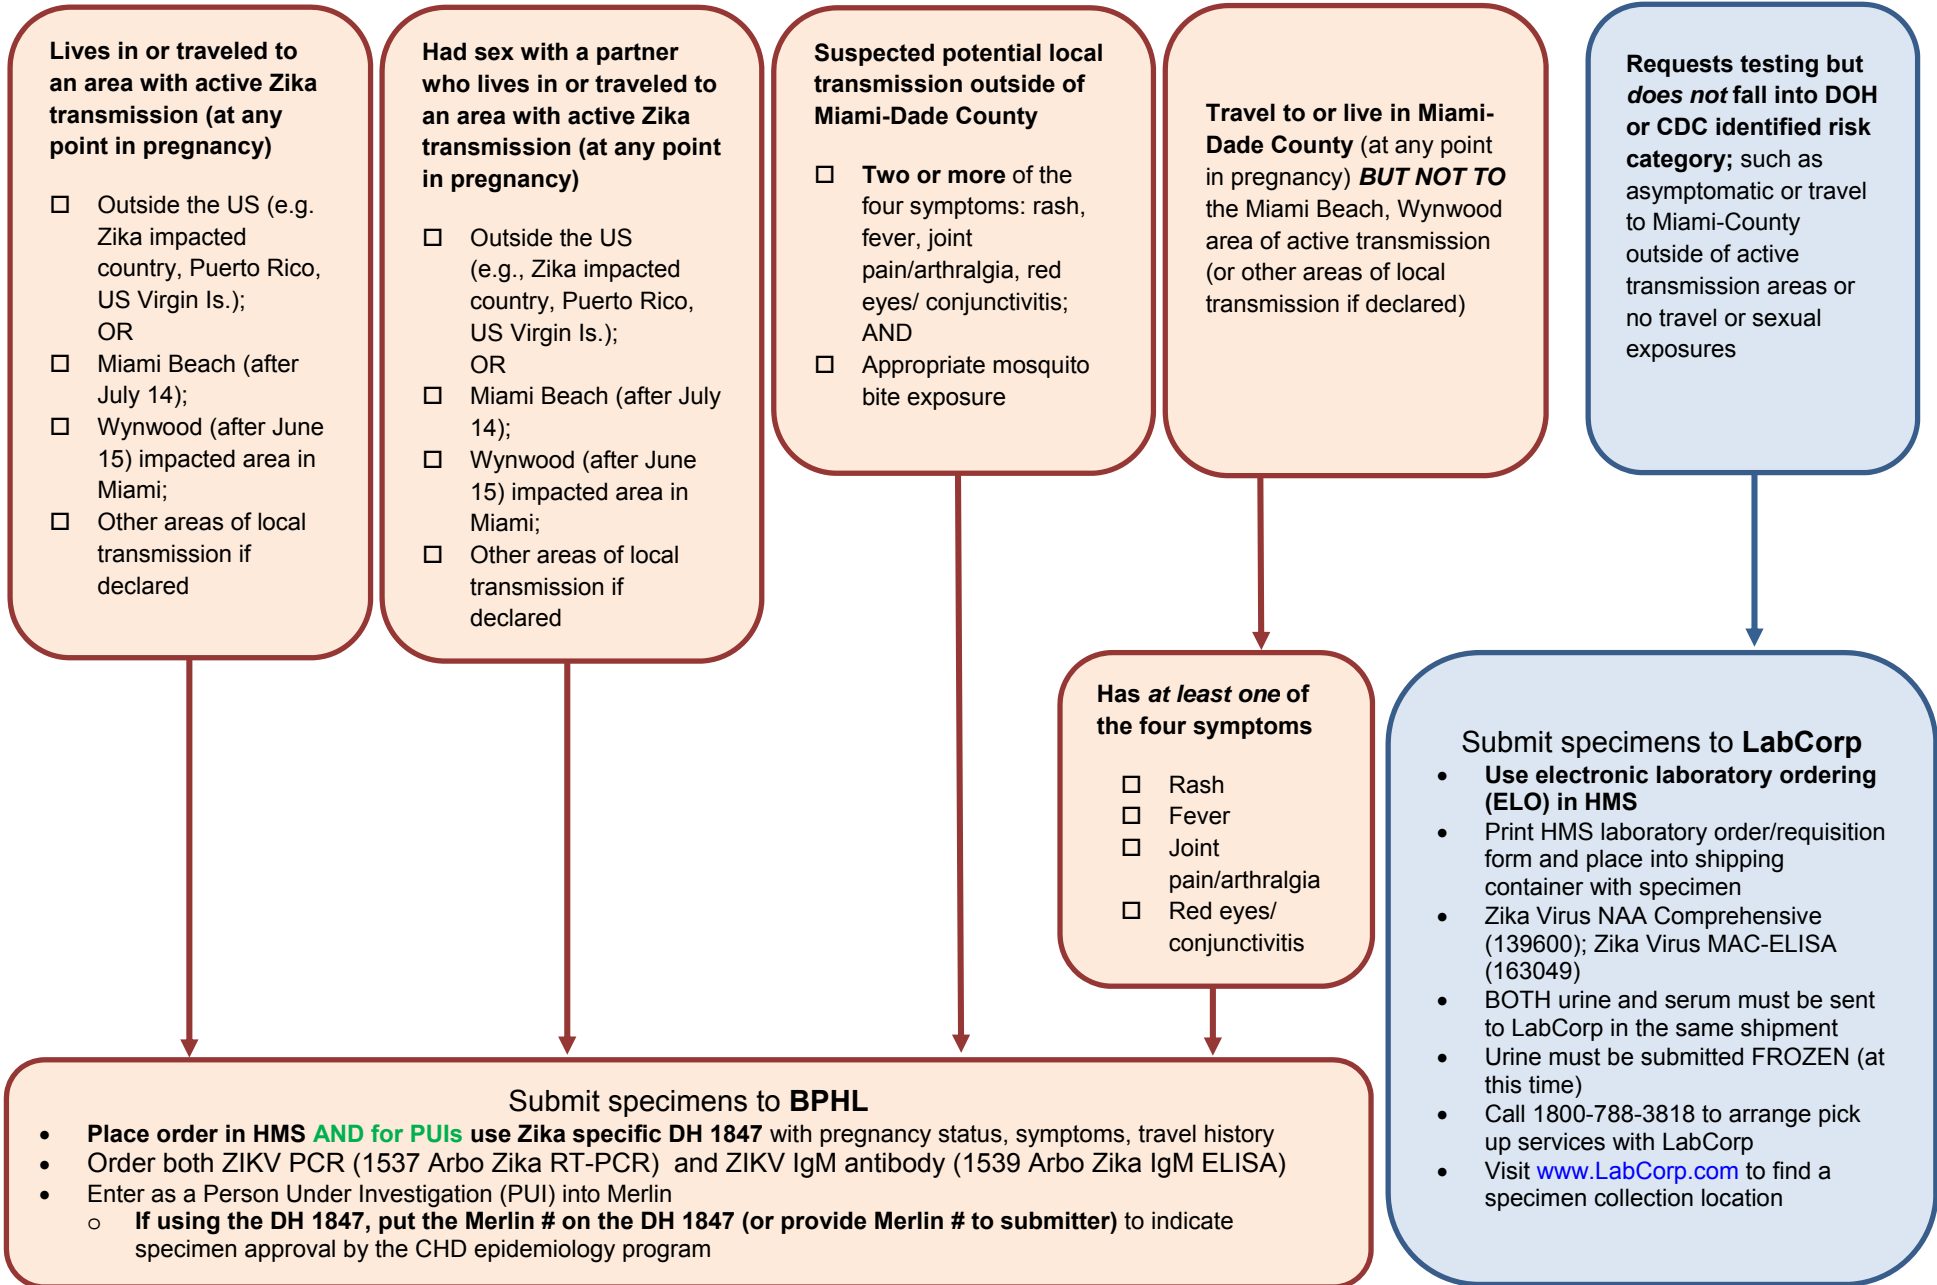 Lives in or traveled to
an area with active Zika
transmission (at any
point in pregnancy)
☐ Outside the US (e.g.
Zika impacted
country, Puerto Rico,
US Virgin Is.);
OR
☐ Miami Beach (after
July 14);
☐ Wynwood (after June
15) impacted area in
Miami;
☐ Other areas of local
transmission if
declared
Had sex with a partner
who lives in or traveled to
an area with active Zika
transmission (at any point
in pregnancy)
☐ Outside the US
(e.g., Zika impacted
country, Puerto Rico,
US Virgin Is.);
OR
☐ Miami Beach (after July
14);
☐ Wynwood (after June
15) impacted area in
Miami;
☐ Other areas of local
transmission if
declared
Suspected potential local
transmission outside of
Miami-Dade County
☐ Two or more of the
four symptoms: rash,
fever, joint
pain/arthralgia, red
eyes/ conjunctivitis;
AND
☐ Appropriate mosquito
bite exposure
Travel to or live in Miami-
Dade County (at any point
in pregnancy) BUT NOT TO
the Miami Beach, Wynwood
area of active transmission
(or other areas of local
transmission if declared)
Requests testing but
does not fall into DOH
or CDC identified risk
category; such as
asymptomatic or travel
to Miami-County
outside of active
transmission areas or
no travel or sexual
exposures
Has at least one of
the four symptoms
☐ Rash
☐ Fever
☐ Joint
pain/arthralgia
☐ Red eyes/
conjunctivitis
Submit specimens to LabCorp
• Use electronic laboratory ordering
(ELO) in HMS
• Print HMS laboratory order/requisition
form and place into shipping
container with specimen
• Zika Virus NAA Comprehensive
(139600); Zika Virus MAC-ELISA
(163049)
• BOTH urine and serum must be sent
to LabCorp in the same shipment
• Urine must be submitted FROZEN (at
this time)
• Call 1800-788-3818 to arrange pick
up services with LabCorp
• Visit www.LabCorp.com to find a
specimen collection location
Submit specimens to BPHL
• Place order in HMS AND for PUIs use Zika specific DH 1847 with pregnancy status, symptoms, travel history
• Order both ZIKV PCR (1537 Arbo Zika RT-PCR) and ZIKV IgM antibody (1539 Arbo Zika IgM ELISA)
• Enter as a Person Under Investigation (PUI) into Merlin
o If using the DH 1847, put the Merlin # on the DH 1847 (or provide Merlin # to submitter) to indicate
specimen approval by the CHD epidemiology program